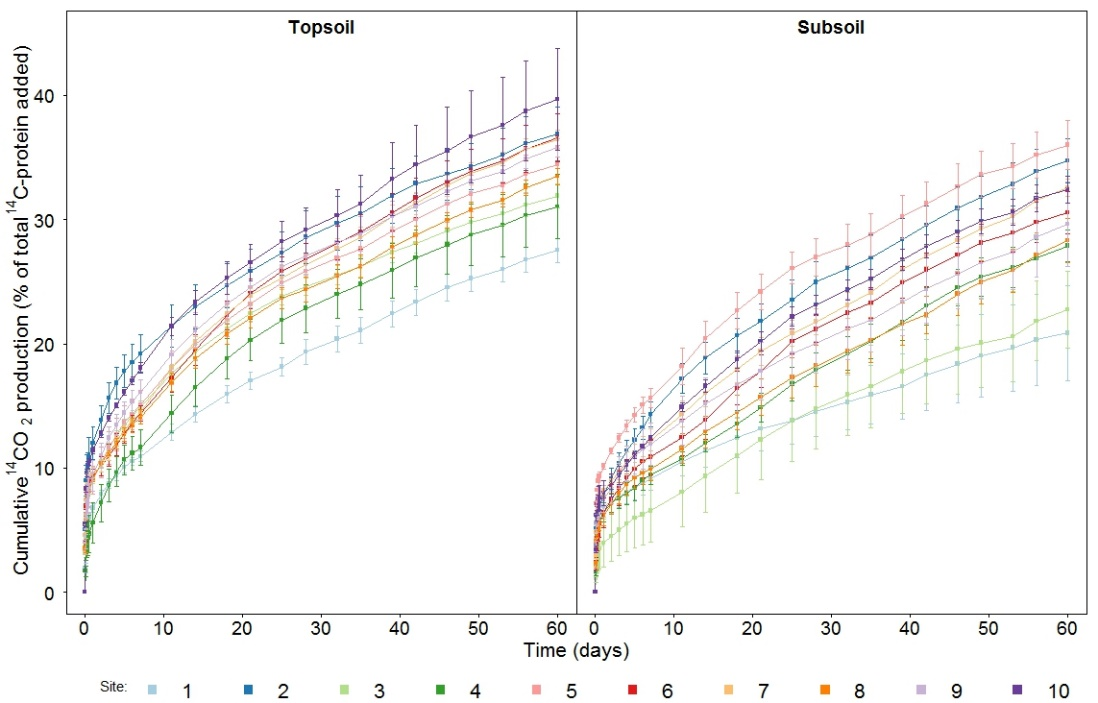 Topsoil
Subsoil
Cumulative ¹⁴CO₂ production (% of total ¹⁴C-protein added)
40
30
20
10
0
0 10 20 30 40 50 60
0 10 20 30 40 50 60
Time (days)
Site: 1 2 3 4 5 6 7 8 9 10